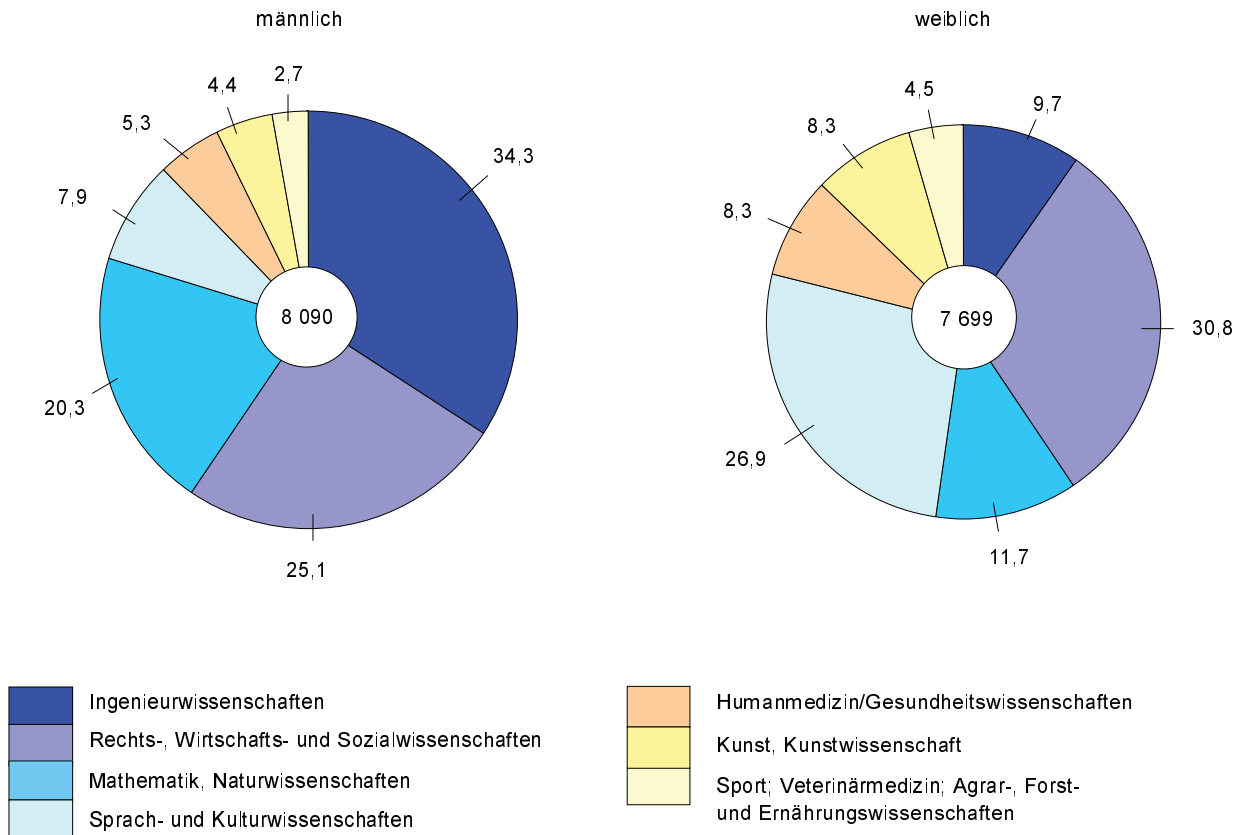 männlich
weiblich
2,7
4,4
5,3
34,3
7,9
8 090
20,3
25,1
4,5
9,7
8,3
8,3
7 699
30,8
26,9
11,7
Ingenieurwissenschaften
Rechts-, Wirtschafts- und Sozialwissenschaften
Mathematik, Naturwissenschaften
Sprach- und Kulturwissenschaften
Humanmedizin/Gesundheitswissenschaften
Kunst, Kunstwissenschaft
Sport; Veterinärmedizin; Agrar-, Forst-
und Ernährungswissenschaften